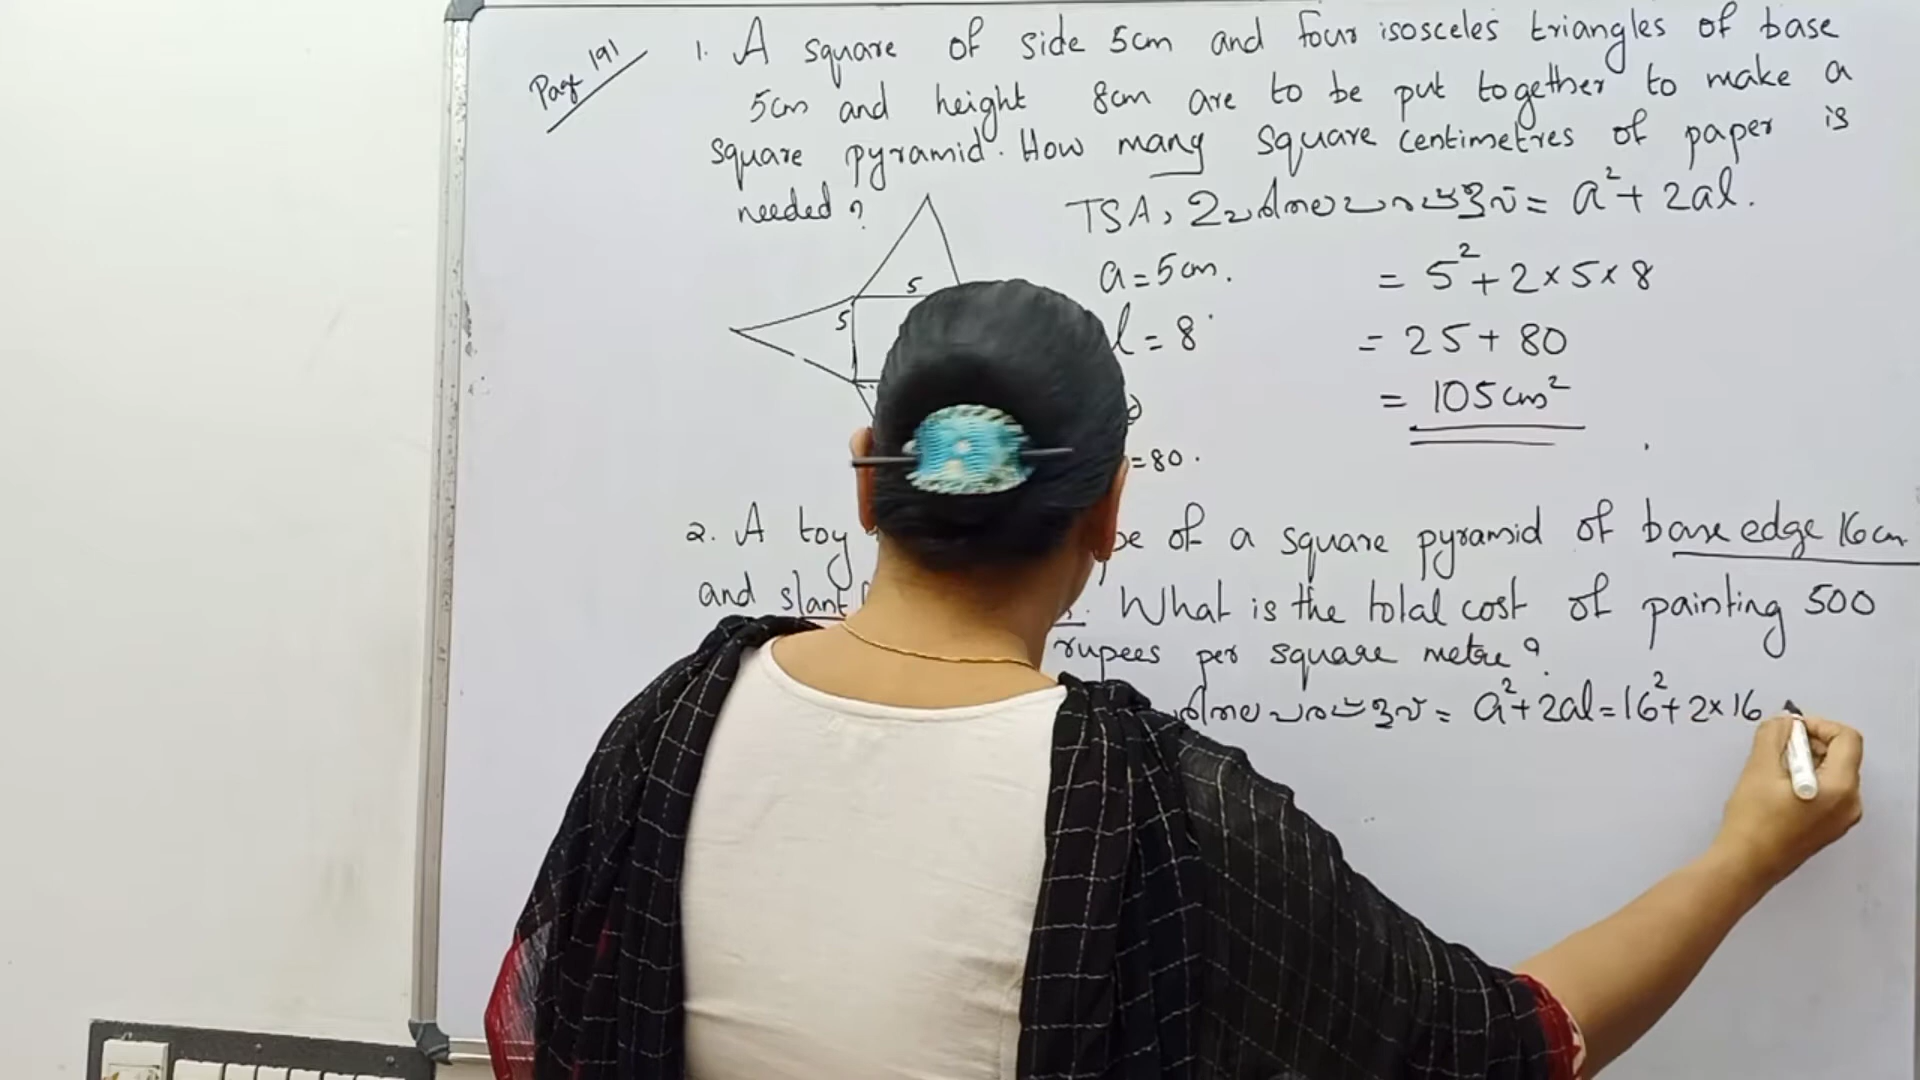 Page 191
1. A square of side 5cm and four isosceles triangles of base
5cm and height 8cm are to be put together to make a
square pyramid. How many square centimetres of paper is
needed?
TSA, ഉപരിതലപരപ്പളവ് = a² + 2al.
5
5
a = 5cm.
l = 8
= 5² + 2 × 5 × 8
= 25 + 80
= 105 cm²
= 80.
2. A toy of a square pyramid of base edge 16cm
and slant What is the total cost of painting 500
rupees per square metre?
= a² + 2al = 16² + 2 × 16